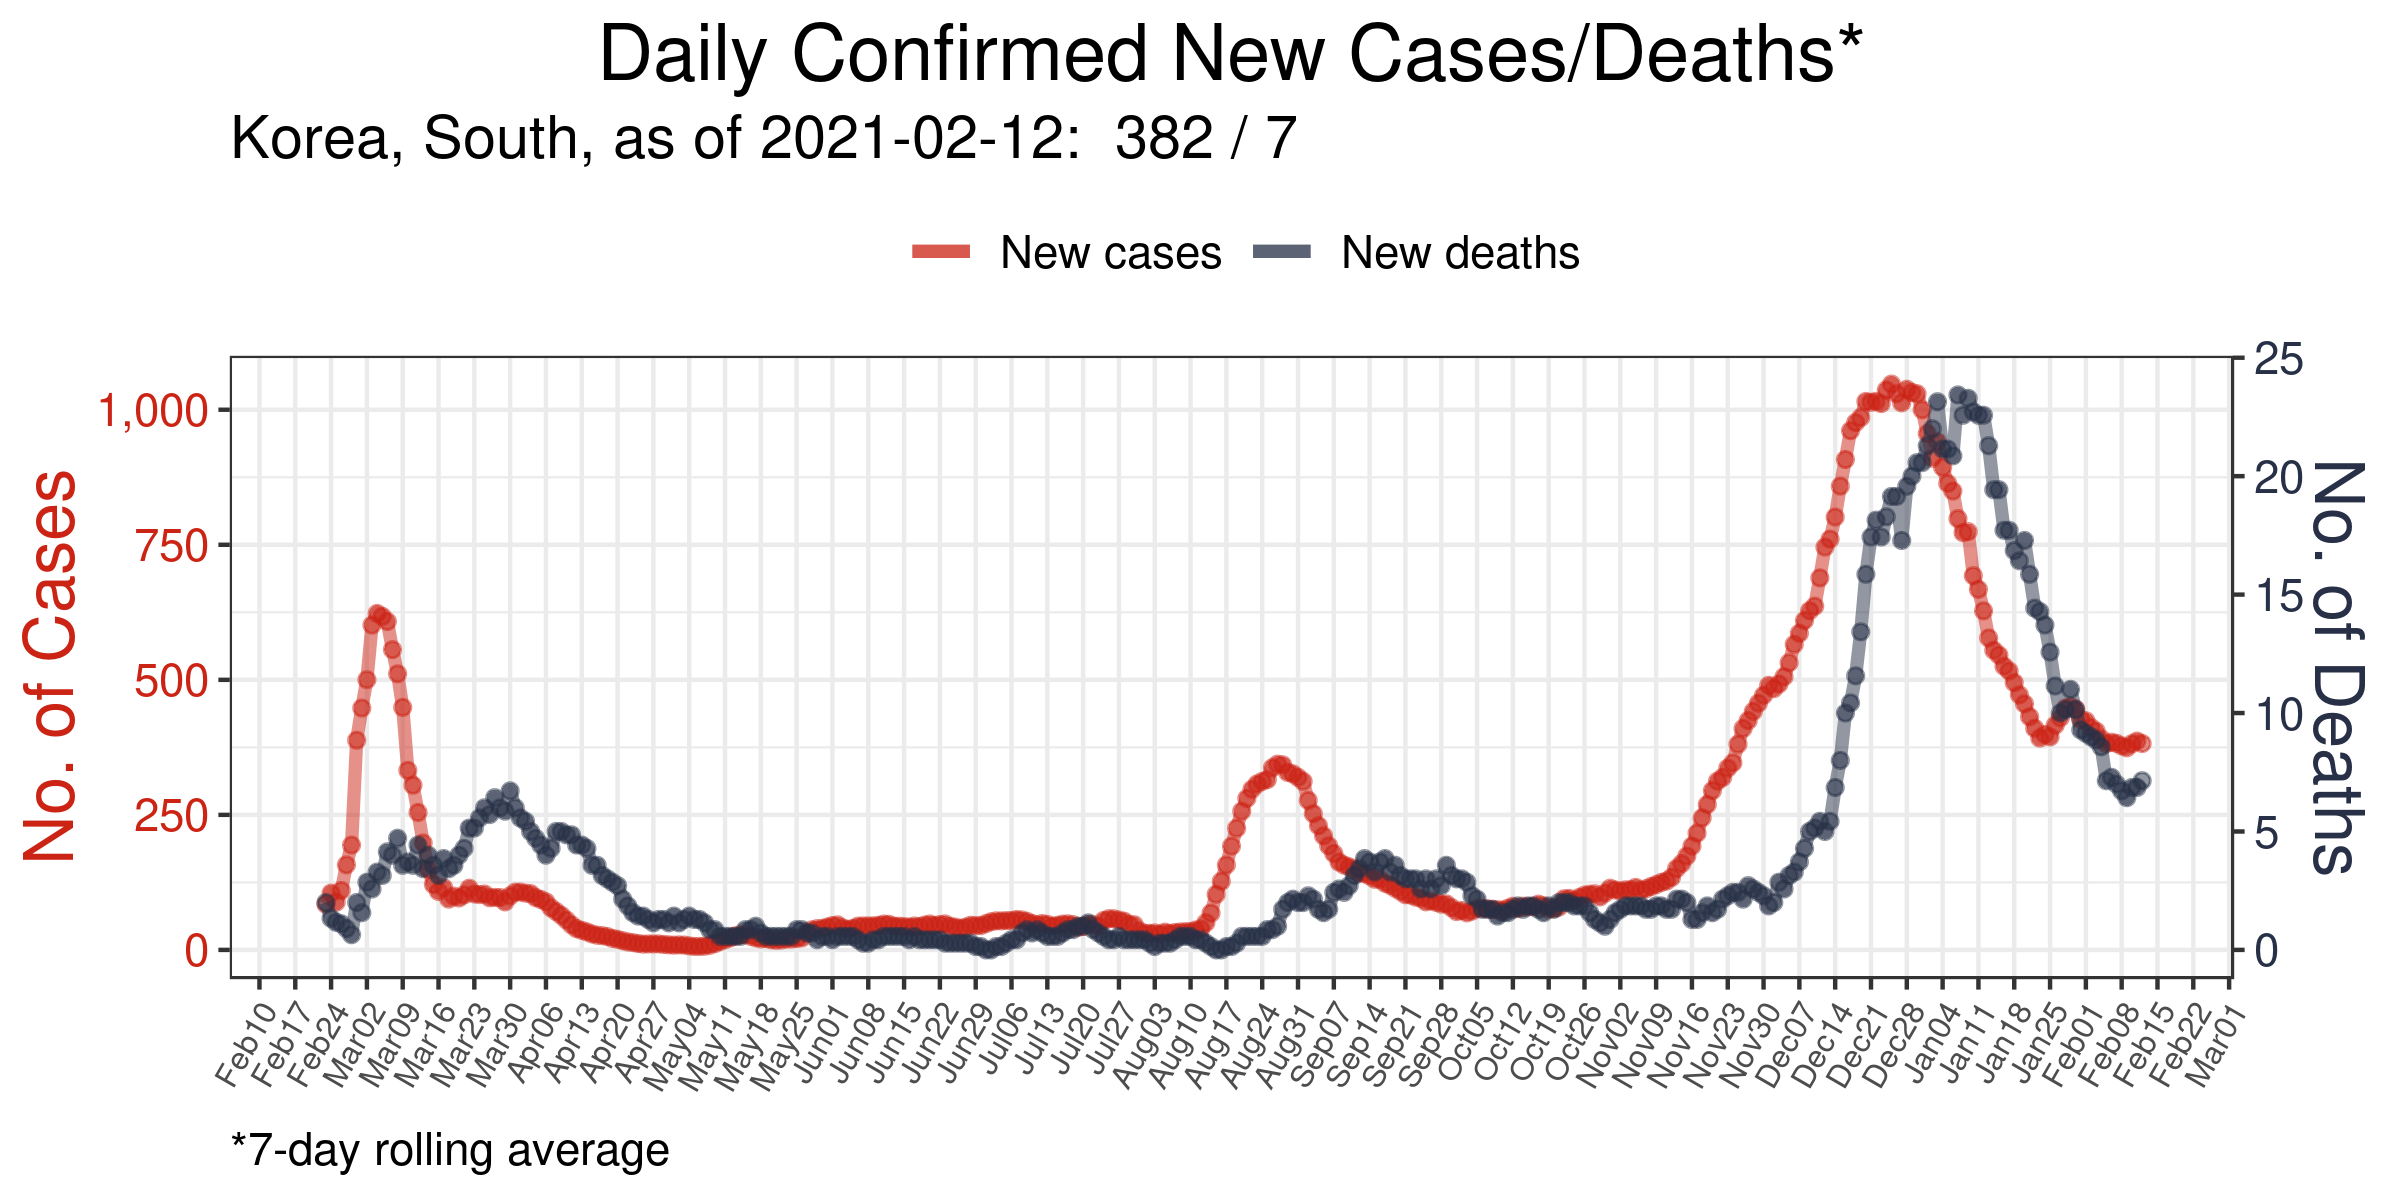 Daily Confirmed New Cases/Deaths*
Korea, South, as of 2021-02-12:  382 / 7
New cases
New deaths
No. of Cases
1,000
750
500
250
0
25
20
15
10
5
0
No. of Deaths
Feb10
Feb17
Feb24
Mar02
Mar09
Mar16
Mar23
Mar30
Apr06
Apr13
Apr20
Apr27
May04
May11
May18
May25
Jun01
Jun08
Jun15
Jun22
Jun29
Jul06
Jul13
Jul20
Jul27
Aug03
Aug10
Aug17
Aug24
Aug31
Sep07
Sep14
Sep21
Sep28
Oct05
Oct12
Oct19
Oct26
Nov02
Nov09
Nov16
Nov23
Nov30
Dec07
Dec14
Dec21
Dec28
Jan04
Jan11
Jan18
Jan25
Feb01
Feb08
Feb15
Feb22
Mar01
*7-day rolling average